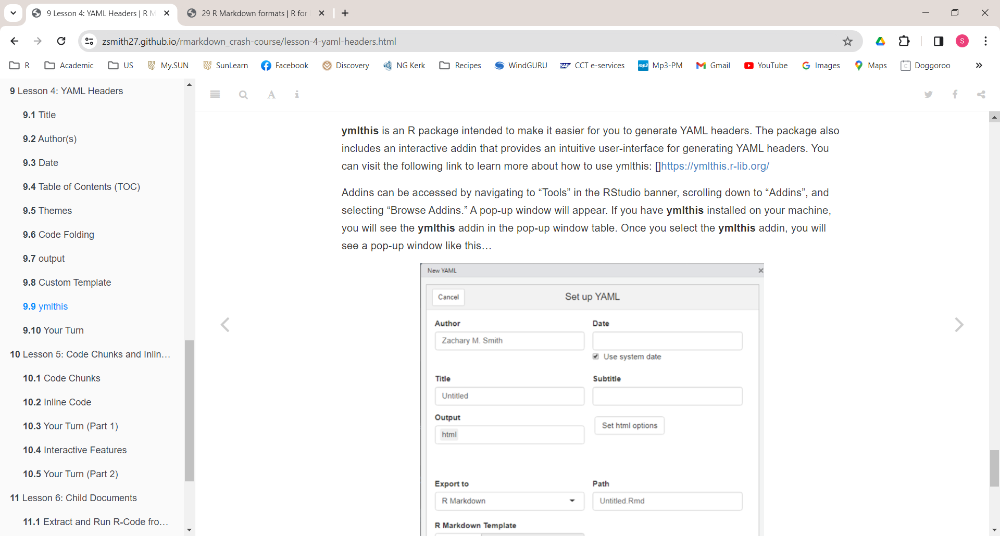 9 Lesson 4: YAML Headers | R M
29 R Markdown formats | R for
zsmith27.github.io/rmarkdown_crash-course/lesson-4-yaml-headers.html
S
R
Academic
US
My.SUN
SunLearn
Facebook
Discovery
NG Kerk
Recipes
WindGURU
SAP
CCT e-services
mp3
Mp3-PM
Gmail
YouTube
Images
Maps
Doggoroo
9 Lesson 4: YAML Headers
9.1 Title
9.2 Author(s)
9.3 Date
9.4 Table of Contents (TOC)
9.5 Themes
9.6 Code Folding
9.7 output
9.8 Custom Template
9.9 ymlthis
9.10 Your Turn
10 Lesson 5: Code Chunks and Inlin…
10.1 Code Chunks
10.2 Inline Code
10.3 Your Turn (Part 1)
10.4 Interactive Features
10.5 Your Turn (Part 2)
11 Lesson 6: Child Documents
11.1 Extract and Run R-Code fro…
ymlthis is an R package intended to make it easier for you to generate YAML headers. The package also
includes an interactive addin that provides an intuitive user-interface for generating YAML headers. You
can visit the following link to learn more about how to use ymlthis: []https://ymlthis.r-lib.org/
Addins can be accessed by navigating to “Tools” in the RStudio banner, scrolling down to “Addins”, and
selecting “Browse Addins.” A pop-up window will appear. If you have ymlthis installed on your machine,
you will see the ymlthis addin in the pop-up window table. Once you select the ymlthis addin, you will
see a pop-up window like this…
New YAML
Cancel
Set up YAML
Author
Date
Zachary M. Smith
Use system date
Title
Subtitle
Untitled
Output
html
Set html options
Export to
Path
R Markdown
Untitled.Rmd
R Markdown Template